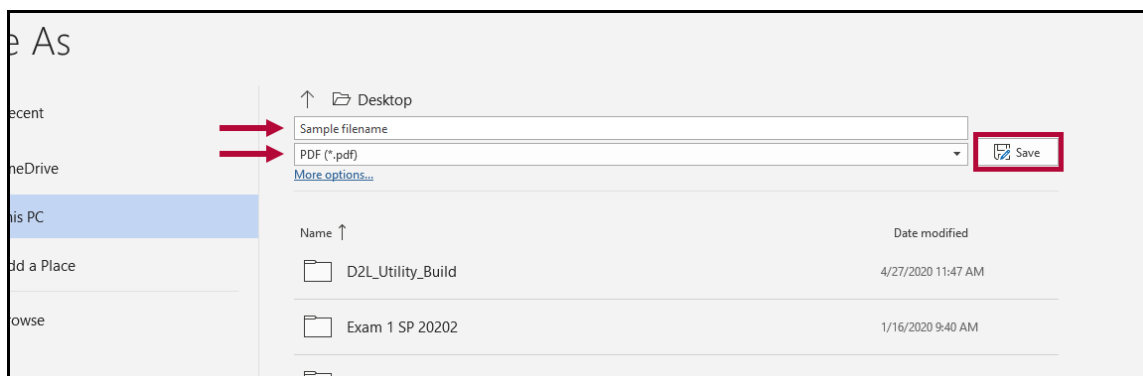 e As
ecent
neDrive
his PC
dd a Place
rowse
Desktop
Sample filename
PDF (*.pdf)
Save
More options...
Name
Date modified
D2L_Utility_Build
4/27/2020 11:47 AM
Exam 1 SP 20202
1/16/2020 9:40 AM